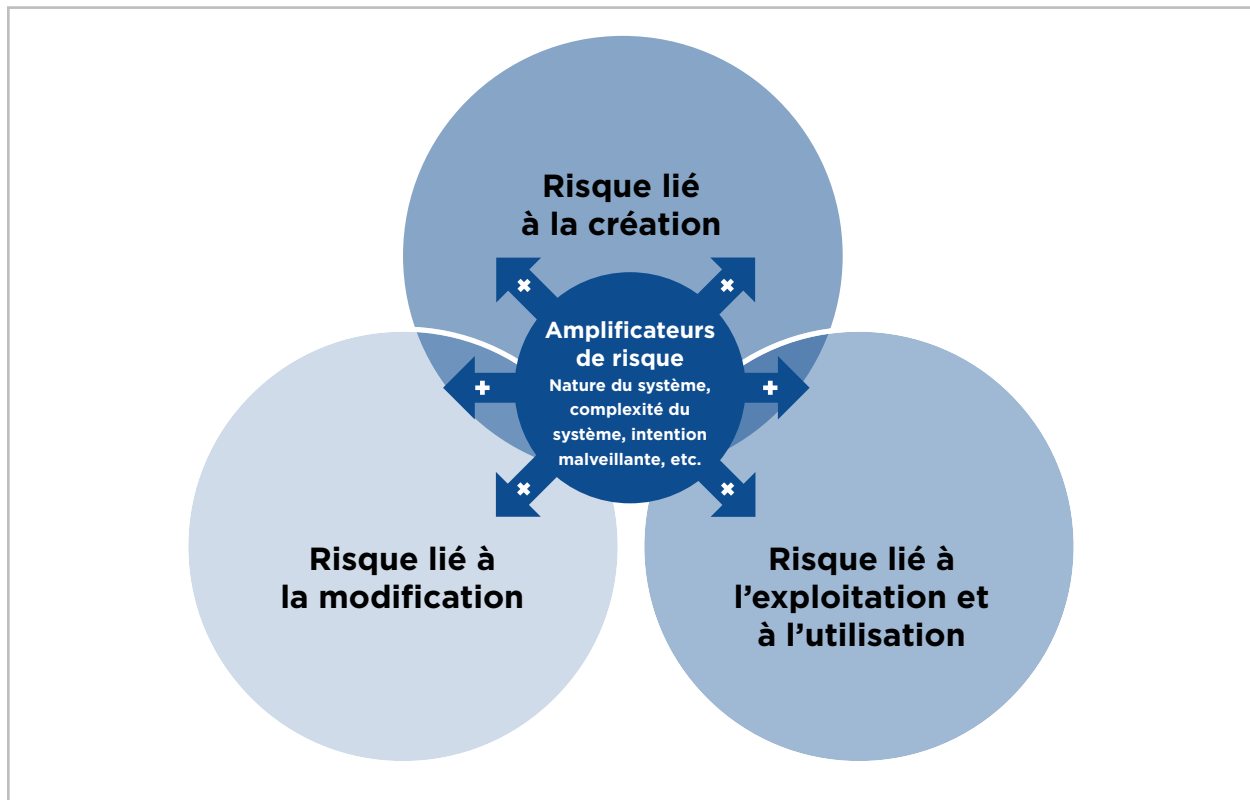 Risque lié
à la création
Amplificateurs
de risque
Nature du système,
complexité du
système, intention
malveillante, etc.
Risque lié à
la modification
Risque lié à
l’exploitation et
à l’utilisation